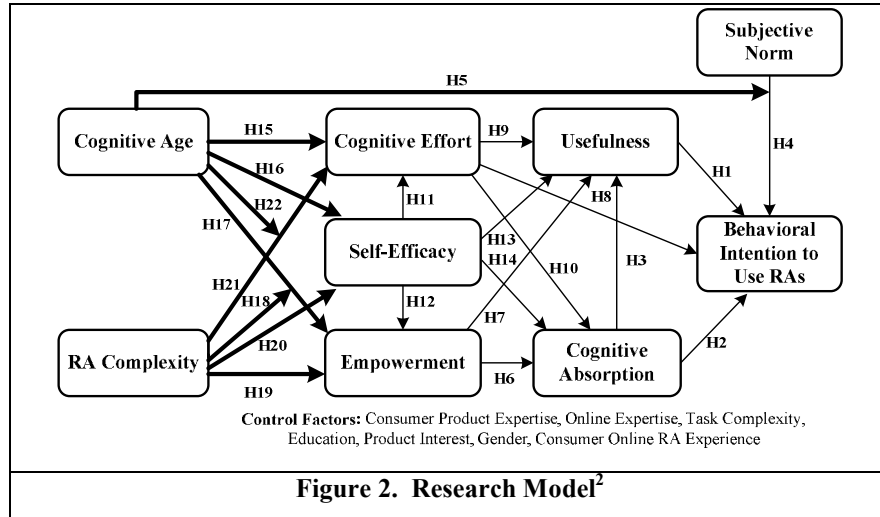 Subjective
Norm
H5
Cognitive Age
H15
Cognitive Effort
H9
Usefulness
H4
H1
H16
H22
H17
H11
H8
Self-Efficacy
H13
H14
Behavioral
Intention to
Use RAs
H21
H18
H10
H3
H20
H12
H7
RA Complexity
H19
Empowerment
H6
Cognitive
Absorption
H2
Control Factors: Consumer Product Expertise, Online Expertise, Task Complexity,
Education, Product Interest, Gender, Consumer Online RA Experience
Figure 2. Research Model2